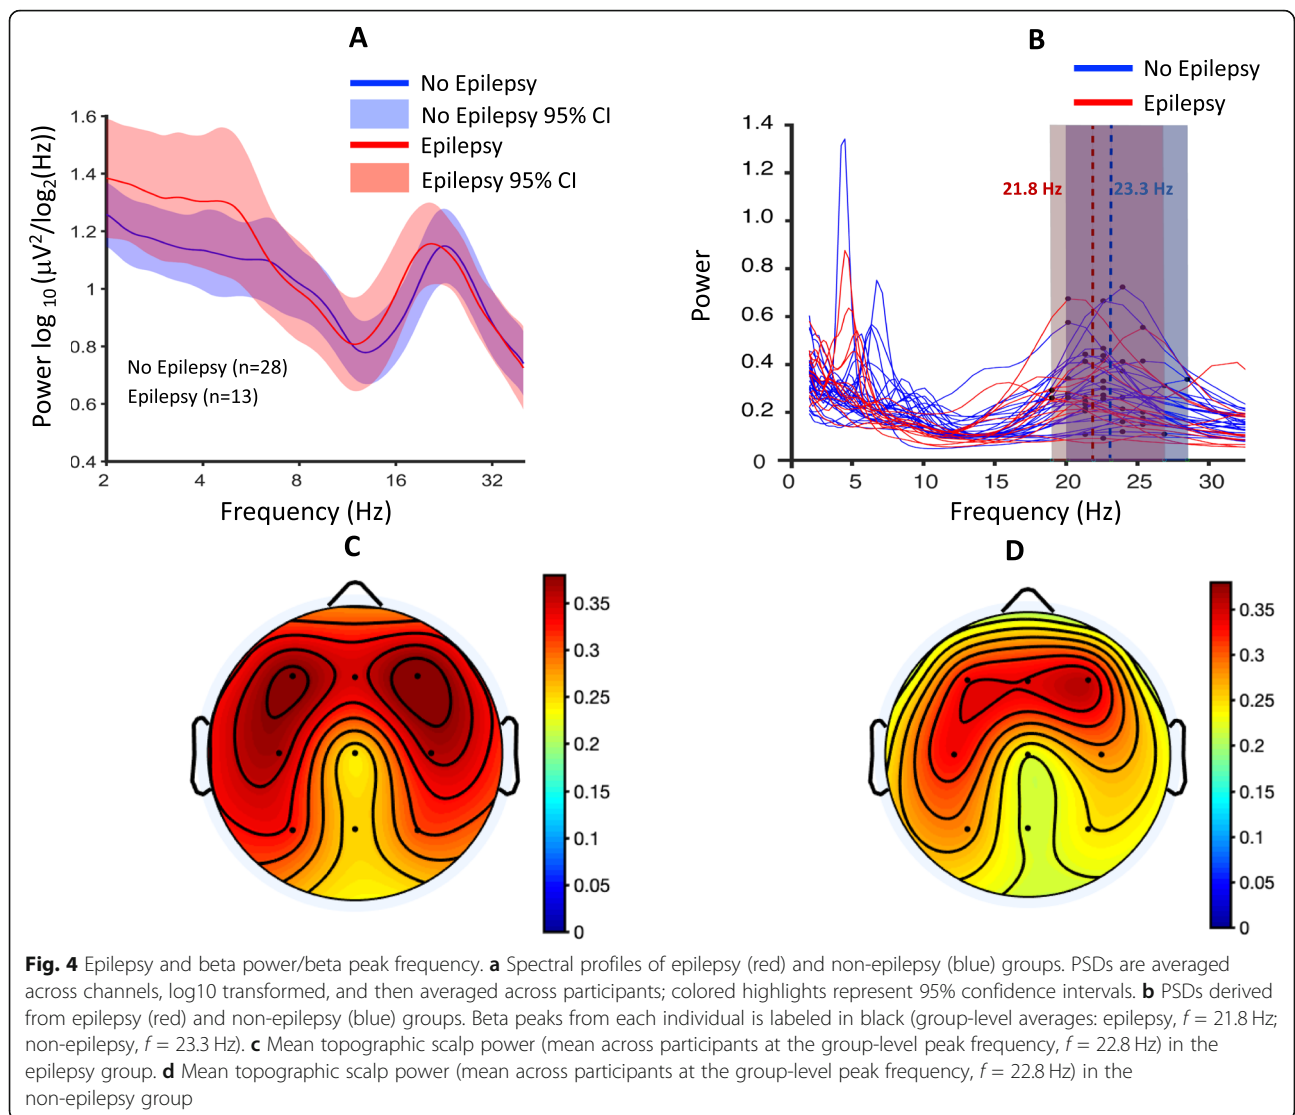 A
No Epilepsy
No Epilepsy 95% CI
Epilepsy
Epilepsy 95% CI
Power log 10 (µV²/log₂(Hz))
1.6
1.4
1.2
1
0.8
0.6
0.4
No Epilepsy (n=28)
Epilepsy (n=13)
2 4 8 16 32
Frequency (Hz)
B
No Epilepsy
Epilepsy
Power
1.4
1.2
1.0
0.8
0.6
0.4
0.2
0
21.8 Hz 23.3 Hz
0 5 10 15 20 25 30
Frequency (Hz)
C
0.35
0.3
0.25
0.2
0.15
0.1
0.05
0
D
0.35
0.3
0.25
0.2
0.15
0.1
0.05
0
Fig. 4 Epilepsy and beta power/beta peak frequency. a Spectral profiles of epilepsy (red) and non-epilepsy (blue) groups. PSDs are averaged
across channels, log10 transformed, and then averaged across participants; colored highlights represent 95% confidence intervals. b PSDs derived
from epilepsy (red) and non-epilepsy (blue) groups. Beta peaks from each individual is labeled in black (group-level averages: epilepsy, f = 21.8 Hz;
non-epilepsy, f = 23.3 Hz). c Mean topographic scalp power (mean across participants at the group-level peak frequency, f = 22.8 Hz) in the
epilepsy group. d Mean topographic scalp power (mean across participants at the group-level peak frequency, f = 22.8 Hz) in the
non-epilepsy group